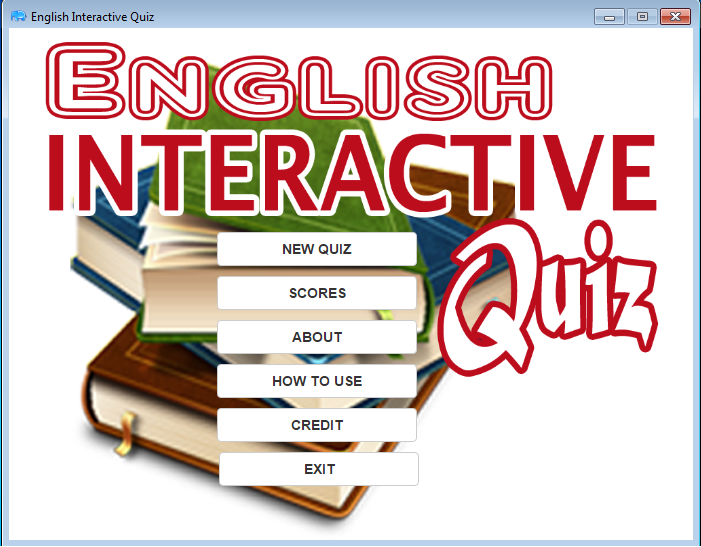 English Interactive Quiz
ENGLISH
INTERACTIVE
Quiz
NEW QUIZ
SCORES
ABOUT
HOW TO USE
CREDIT
EXIT